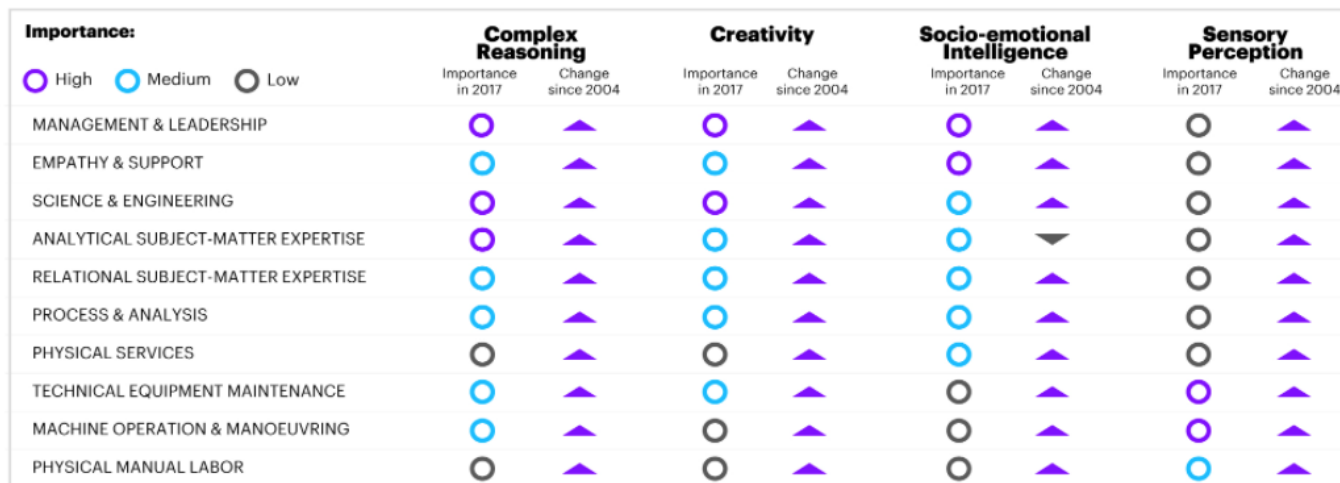 Importance:
High
Medium
Low
Complex
Reasoning
Creativity
Socio-emotional
Intelligence
Sensory
Perception
Importance
in 2017
Change
since 2004
Importance
in 2017
Change
since 2004
Importance
in 2017
Change
since 2004
Importance
in 2017
Change
since 2004
MANAGEMENT & LEADERSHIP
EMPATHY & SUPPORT
SCIENCE & ENGINEERING
ANALYTICAL SUBJECT-MATTER EXPERTISE
RELATIONAL SUBJECT-MATTER EXPERTISE
PROCESS & ANALYSIS
PHYSICAL SERVICES
TECHNICAL EQUIPMENT MAINTENANCE
MACHINE OPERATION & MANOEUVRING
PHYSICAL MANUAL LABOR